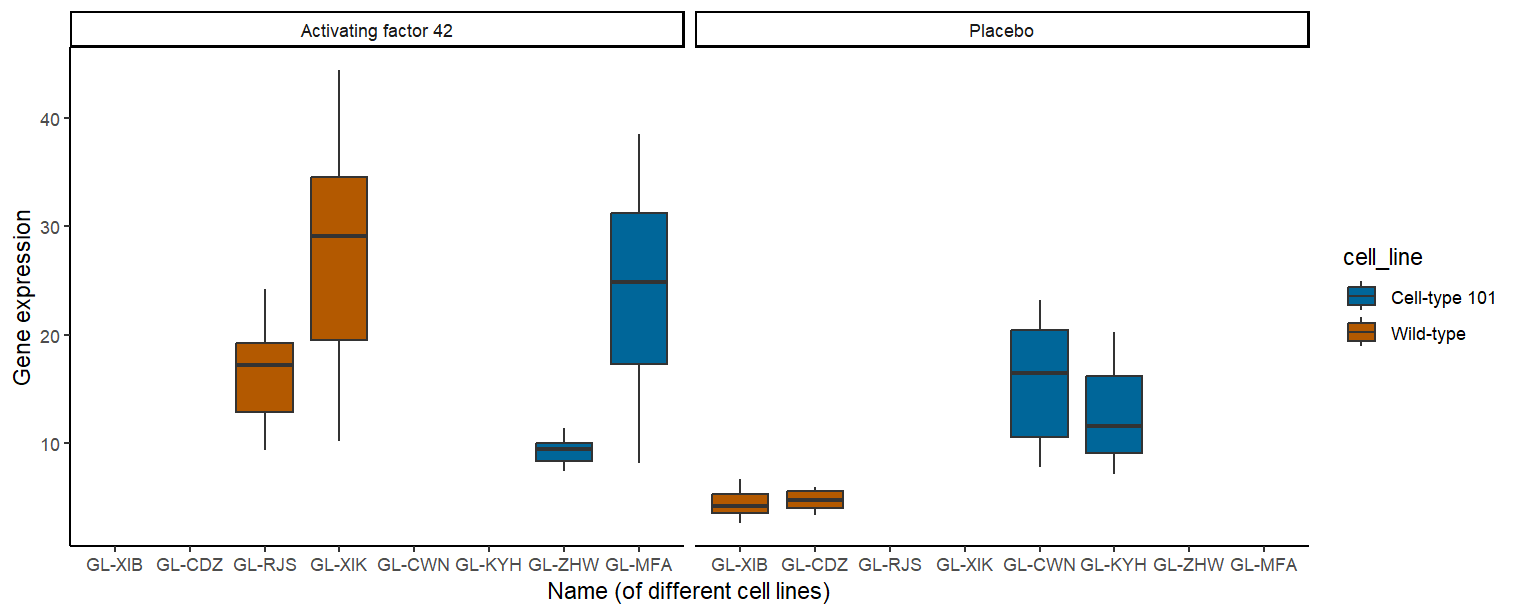 Activating factor 42
Placebo
Gene expression
40
30
20
10
GL-XIB GL-CDZ GL-RJS GL-XIK GL-CWN GL-KYH GL-ZHW GL-MFA
GL-XIB GL-CDZ GL-RJS GL-XIK GL-CWN GL-KYH GL-ZHW GL-MFA
Name (of different cell lines)
cell_line
Cell-type 101
Wild-type